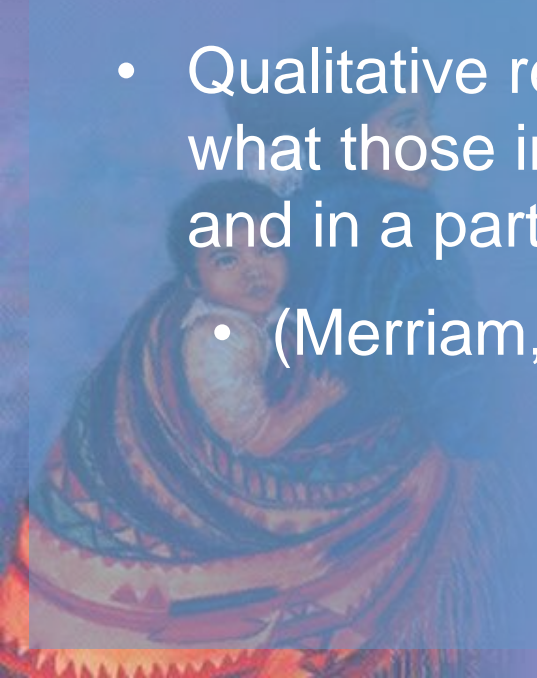 • Qualitative re
what those in
and in a part
• (Merriam,